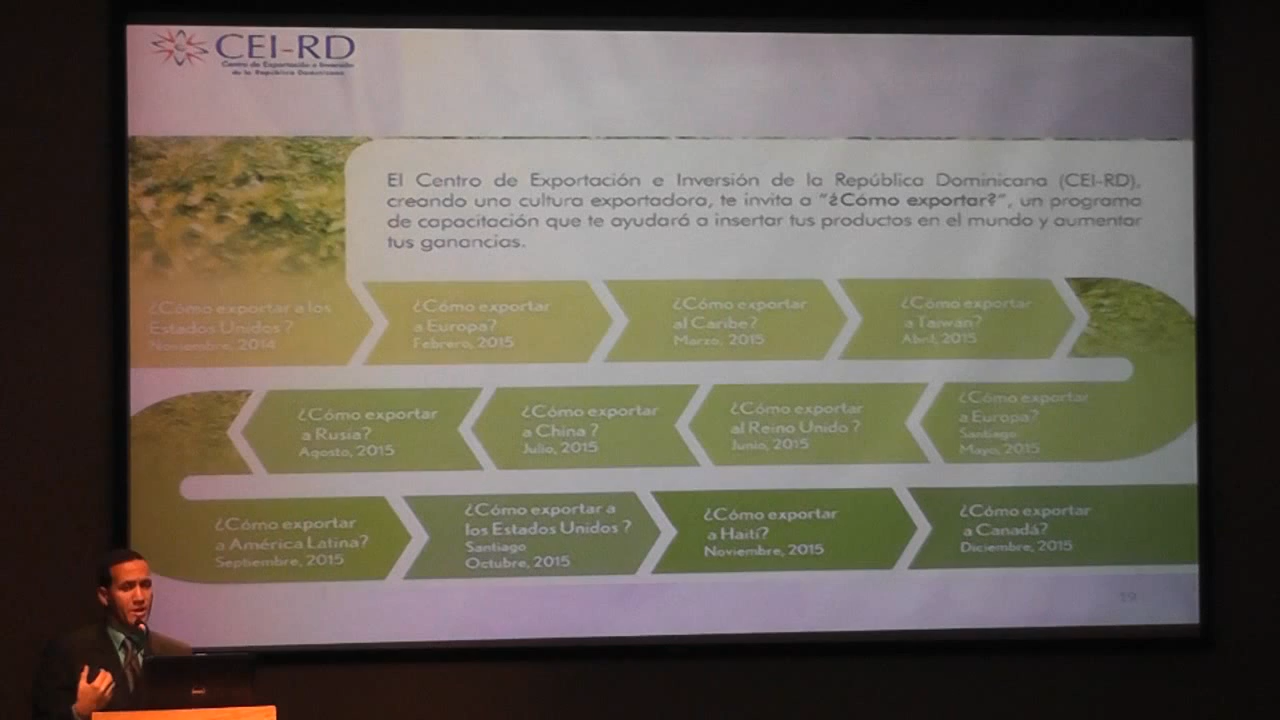 CEI-RD
Centro de Exportación e Inversión
de la República Dominicana
El Centro de Exportación e Inversión de la República Dominicana (CEI-RD),
creando una cultura exportadora, te invita a “¿Cómo exportar?”, un programa
de capacitación que te ayudará a insertar tus productos en el mundo y aumentar
tus ganancias.
¿Cómo exportar a los
Estados Unidos ?
Noviembre, 2014
¿Cómo exportar
a Europa?
Febrero, 2015
¿Cómo exportar
al Caribe?
Marzo, 2015
¿Cómo exportar
a Taiwán?
Abril, 2015
¿Cómo exportar
a Europa?
Santiago
Mayo, 2015
¿Cómo exportar
al Reino Unido ?
Junio, 2015
¿Cómo exportar
a China ?
Julio, 2015
¿Cómo exportar
a Rusia?
Agosto, 2015
¿Cómo exportar
a América Latina?
Septiembre, 2015
¿Cómo exportar a
los Estados Unidos ?
Santiago
Octubre, 2015
¿Cómo exportar
a Haití?
Noviembre, 2015
¿Cómo exportar
a Canadá?
Diciembre, 2015
19